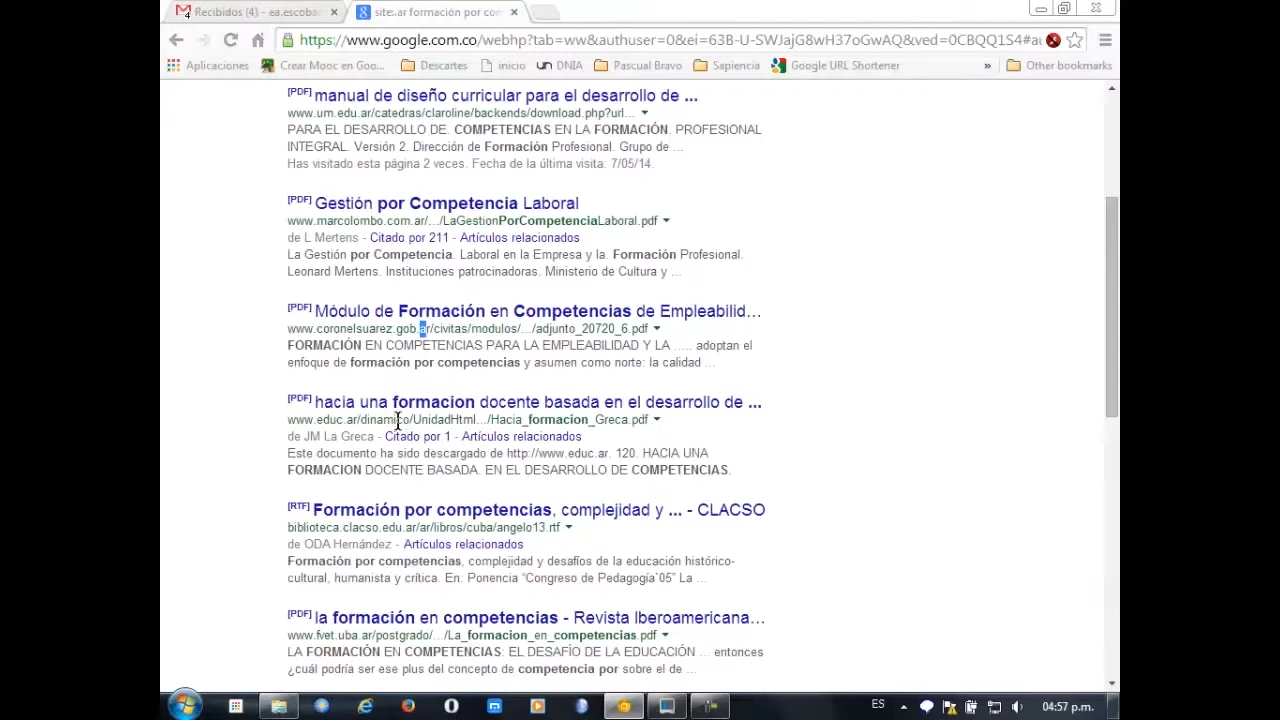 Recibidos (4) - ea.escobar
site:.ar formación por com
https://www.google.com.co/webhp?tab=ww&authuser=0&ei=63B-U-SWJajG8wH37oGwAQ&ved=0CBQQ1S4#au
Aplicaciones
Crear Mooc en Goo...
Descartes
inicio
DNIA
Pascual Bravo
Sapiencia
Google URL Shortener
»
Other bookmarks
[PDF] manual de diseño curricular para el desarrollo de ...
www.um.edu.ar/catedras/claroline/backends/download.php?url...
PARA EL DESARROLLO DE. COMPETENCIAS EN LA FORMACIÓN. PROFESIONAL
INTEGRAL. Versión 2. Dirección de Formación Profesional. Grupo de ...
Has visitado esta página 2 veces. Fecha de la última visita: 7/05/14.
[PDF] Gestión por Competencia Laboral
www.marcolombo.com.ar/.../LaGestionPorCompetenciaLaboral.pdf
de L Mertens - Citado por 211 - Artículos relacionados
La Gestión por Competencia. Laboral en la Empresa y la. Formación Profesional.
Leonard Mertens. Instituciones patrocinadoras. Ministerio de Cultura y ...
[PDF] Módulo de Formación en Competencias de Empleabilid...
www.coronelsuarez.gob.ar/civitas/modulos/.../adjunto_20720_6.pdf
FORMACIÓN EN COMPETENCIAS PARA LA EMPLEABILIDAD Y LA ..... adoptan el
enfoque de formación por competencias y asumen como norte: la calidad ...
[PDF] hacia una formacion docente basada en el desarrollo de ...
www.educ.ar/dinamico/UnidadHtml.../Hacia_formacion_Greca.pdf
de JM La Greca - Citado por 1 - Artículos relacionados
Este documento ha sido descargado de http://www.educ.ar. 120. HACIA UNA
FORMACION DOCENTE BASADA. EN EL DESARROLLO DE COMPETENCIAS.
[RTF] Formación por competencias, complejidad y ... - CLACSO
biblioteca.clacso.edu.ar/ar/libros/cuba/angelo13.rtf
de ODA Hernández - Artículos relacionados
Formación por competencias, complejidad y desafíos de la educación histórico-
cultural, humanista y crítica. En: Ponencia "Congreso de Pedagogía`05" La ...
[PDF] la formación en competencias - Revista Iberoamericana...
www.fvet.uba.ar/postgrado/.../La_formacion_en_competencias.pdf
LA FORMACIÓN EN COMPETENCIAS: EL DESAFÍO DE LA EDUCACIÓN ... entonces
¿cuál podría ser ese plus del concepto de competencia por sobre el de ...
ES
04:57 p.m.